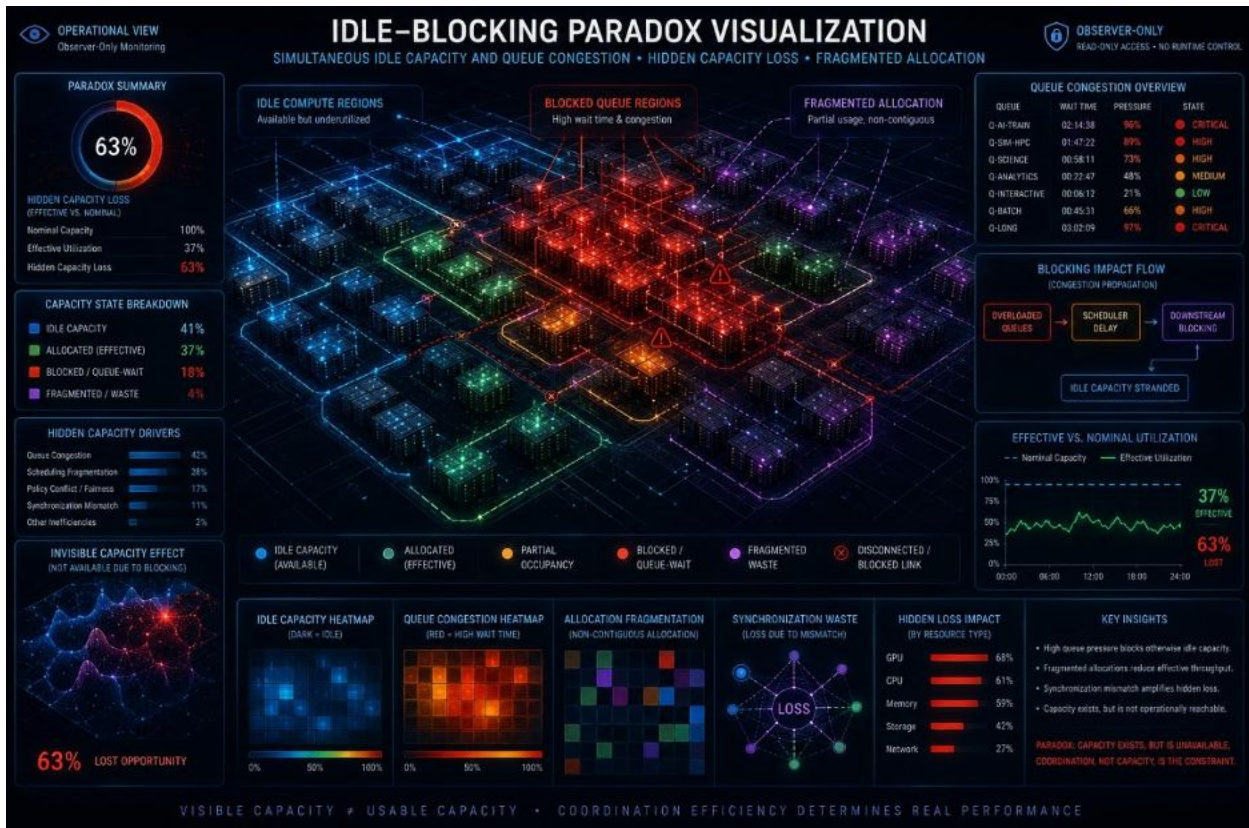 OPERATIONAL VIEW
Observer-Only Monitoring
IDLE–BLOCKING PARADOX VISUALIZATION
SIMULTANEOUS IDLE CAPACITY AND QUEUE CONGESTION • HIDDEN CAPACITY LOSS • FRAGMENTED ALLOCATION
OBSERVER-ONLY
READ-ONLY ACCESS • NO RUNTIME CONTROL
PARADOX SUMMARY
63%
HIDDEN CAPACITY LOSS
(EFFECTIVE VS. NOMINAL)
Nominal Capacity 100%
Effective Utilization 37%
Hidden Capacity Loss 63%
CAPACITY STATE BREAKDOWN
IDLE CAPACITY 41%
ALLOCATED (EFFECTIVE) 37%
BLOCKED / QUEUE-WAIT 18%
FRAGMENTED / WASTE 4%
HIDDEN CAPACITY DRIVERS
Queue Congestion 42%
Scheduling Fragmentation 28%
Policy Conflict / Fairness 17%
Synchronization Mismatch 11%
Other Inefficiencies 2%
INVISIBLE CAPACITY EFFECT
(NOT AVAILABLE DUE TO BLOCKING)
63% LOST OPPORTUNITY
IDLE COMPUTE REGIONS
Available but underutilized
BLOCKED QUEUE REGIONS
High wait time & congestion
FRAGMENTED ALLOCATION
Partial usage, non-contiguous
IDLE CAPACITY
(AVAILABLE)
ALLOCATED
(EFFECTIVE)
PARTIAL
OCCUPANCY
BLOCKED /
QUEUE-WAIT
FRAGMENTED
WASTE
DISCONNECTED /
BLOCKED LINK
QUEUE CONGESTION OVERVIEW
QUEUE WAIT TIME PRESSURE STATE
Q-AI-TRAIN 02:14:38 96% CRITICAL
Q-SIM-HPC 01:47:22 89% HIGH
Q-SCIENCE 00:58:11 73% HIGH
Q-ANALYTICS 00:22:47 48% MEDIUM
Q-INTERACTIVE 00:06:12 21% LOW
Q-BATCH 00:45:31 66% HIGH
Q-LONG 03:02:09 97% CRITICAL
BLOCKING IMPACT FLOW
(CONGESTION PROPAGATION)
OVERLOADED
QUEUES
SCHEDULER
DELAY
DOWNSTREAM
BLOCKING
IDLE CAPACITY STRANDED
EFFECTIVE VS. NOMINAL UTILIZATION
Nominal Capacity Effective Utilization
100%
75%
50%
25%
0%
00:00 06:00 12:00 18:00 24:00
37%
EFFECTIVE
63%
LOST
IDLE CAPACITY HEATMAP
(DARK = IDLE)
0% 50% 100%
QUEUE CONGESTION HEATMAP
(RED = HIGH WAIT TIME)
0% 50% 100%
ALLOCATION FRAGMENTATION
(NON-CONTIGUOUS ALLOCATION)
SYNCHRONIZATION WASTE
(LOSS DUE TO MISMATCH)
LOSS
HIDDEN LOSS IMPACT
(BY RESOURCE TYPE)
GPU 68%
CPU 61%
Memory 59%
Storage 42%
Network 27%
KEY INSIGHTS
• High queue pressure blocks otherwise idle capacity.
• Fragmented allocations reduce effective throughput.
• Synchronization mismatch amplifies hidden loss.
• Capacity exists, but is not operationally reachable.
PARADOX: CAPACITY EXISTS, BUT IS UNAVAILABLE,
COORDINATION, NOT CAPACITY, IS THE CONSTRAINT.
VISIBLE CAPACITY ≠ USABLE CAPACITY • COORDINATION EFFICIENCY DETERMINES REAL PERFORMANCE